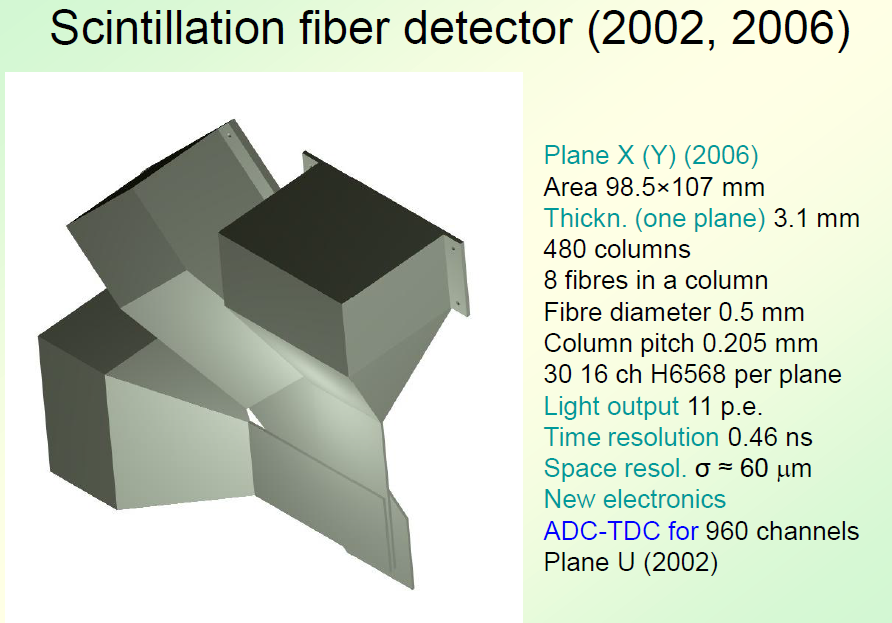 Scintillation fiber detector (2002, 2006)
Plane X (Y) (2006)
Area 98.5×107 mm
Thickn. (one plane) 3.1 mm
480 columns
8 fibres in a column
Fibre diameter 0.5 mm
Column pitch 0.205 mm
30 16 ch H6568 per plane
Light output 11 p.e.
Time resolution 0.46 ns
Space resol. σ ≈ 60 μm
New electronics
ADC-TDC for 960 channels
Plane U (2002)